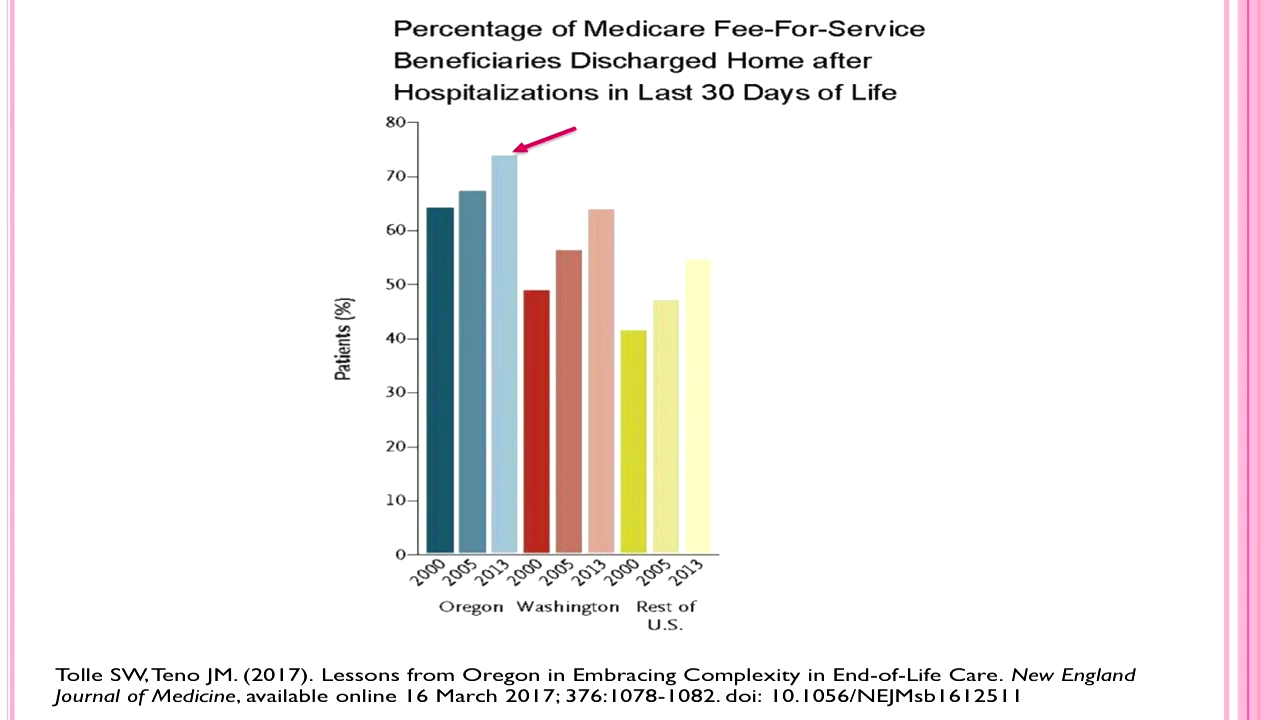 Percentage of Medicare Fee-For-Service
Beneficiaries Discharged Home after
Hospitalizations in Last 30 Days of Life
80
70
60
50
40
30
20
10
0
Patients (%)
2000 2005 2013 2000 2005 2013 2000 2005 2013
Oregon Washington Rest of
U.S.
Tolle SW, Teno JM. (2017). Lessons from Oregon in Embracing Complexity in End-of-Life Care. New England
Journal of Medicine, available online 16 March 2017; 376:1078-1082. doi: 10.1056/NEJMsb1612511